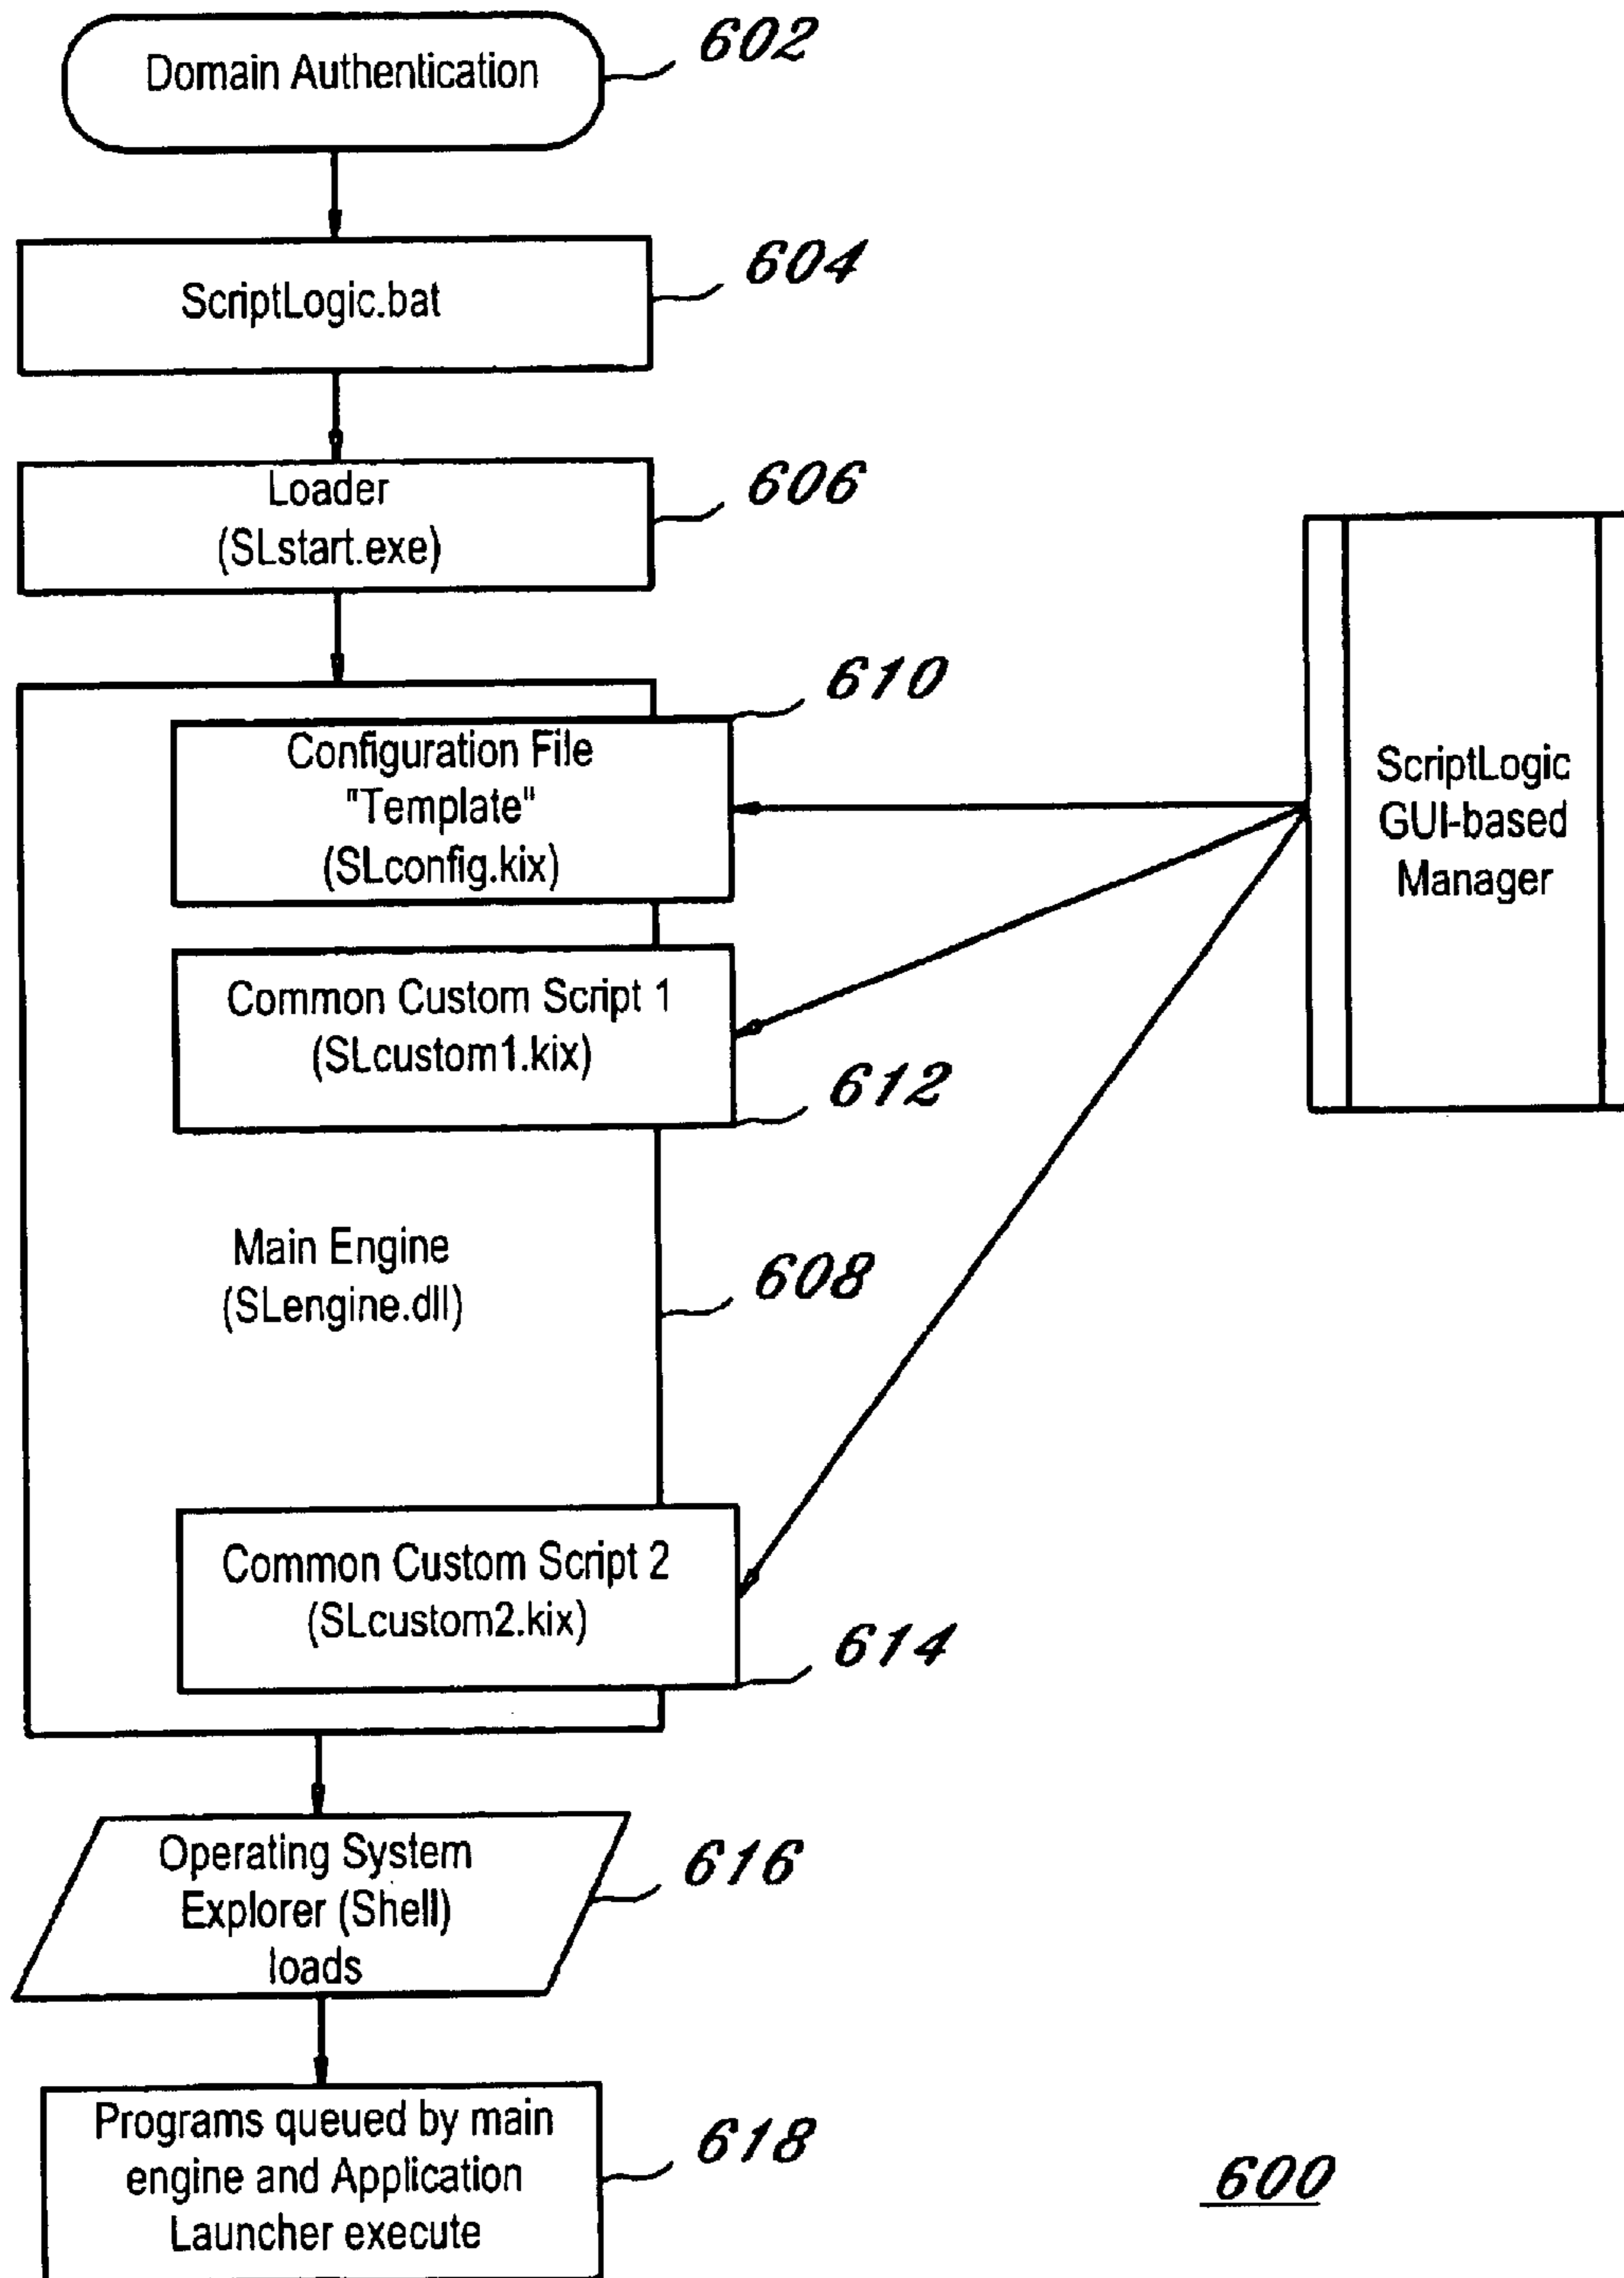 Domain Authentication
602
ScriptLogic.bat
604
Loader
(SLstart.exe)
606
610
Configuration File
"Template"
(SLconfig.kix)
ScriptLogic
GUI-based
Manager
Common Custom Script 1
(SLcustom1.kix)
612
Main Engine
(SLengine.dll)
608
Common Custom Script 2
(SLcustom2.kix)
614
Operating System
Explorer (Shell)
loads
616
Programs queued by main
engine and Application
Launcher execute
618
600